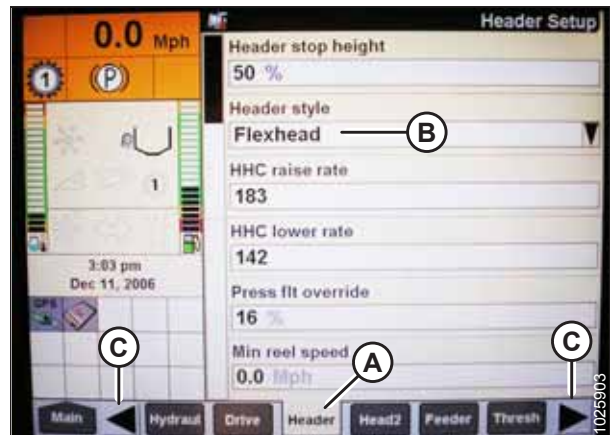 0.0 Mph
Header Setup
1
P
Header stop height
50 %
Header style
Flexhead
B
HHC raise rate
183
1
HHC lower rate
142
3:03 pm
Dec 11, 2006
Press flt override
16 %
GPS
Min reel speed
0.0 Mph
A
C
C
Main
Hydraul
Drive
Header
Head2
Feeder
Thresh
1025903